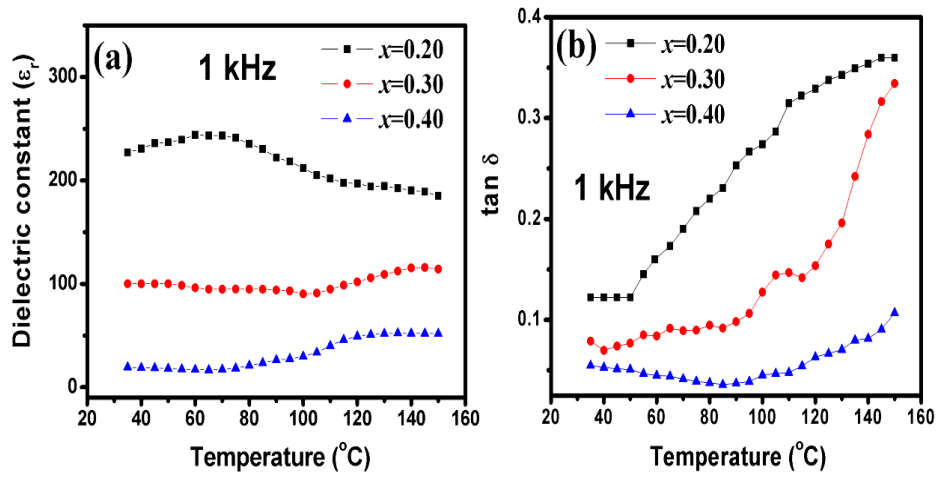 (a)
1 kHz
x=0.20
x=0.30
x=0.40
Dielectric constant (εr)
300
200
100
0
20 40 60 80 100 120 140 160
Temperature (°C)
(b)
x=0.20
x=0.30
x=0.40
1 kHz
tan δ
0.4
0.3
0.2
0.1
20 40 60 80 100 120 140 160
Temperature (°C)